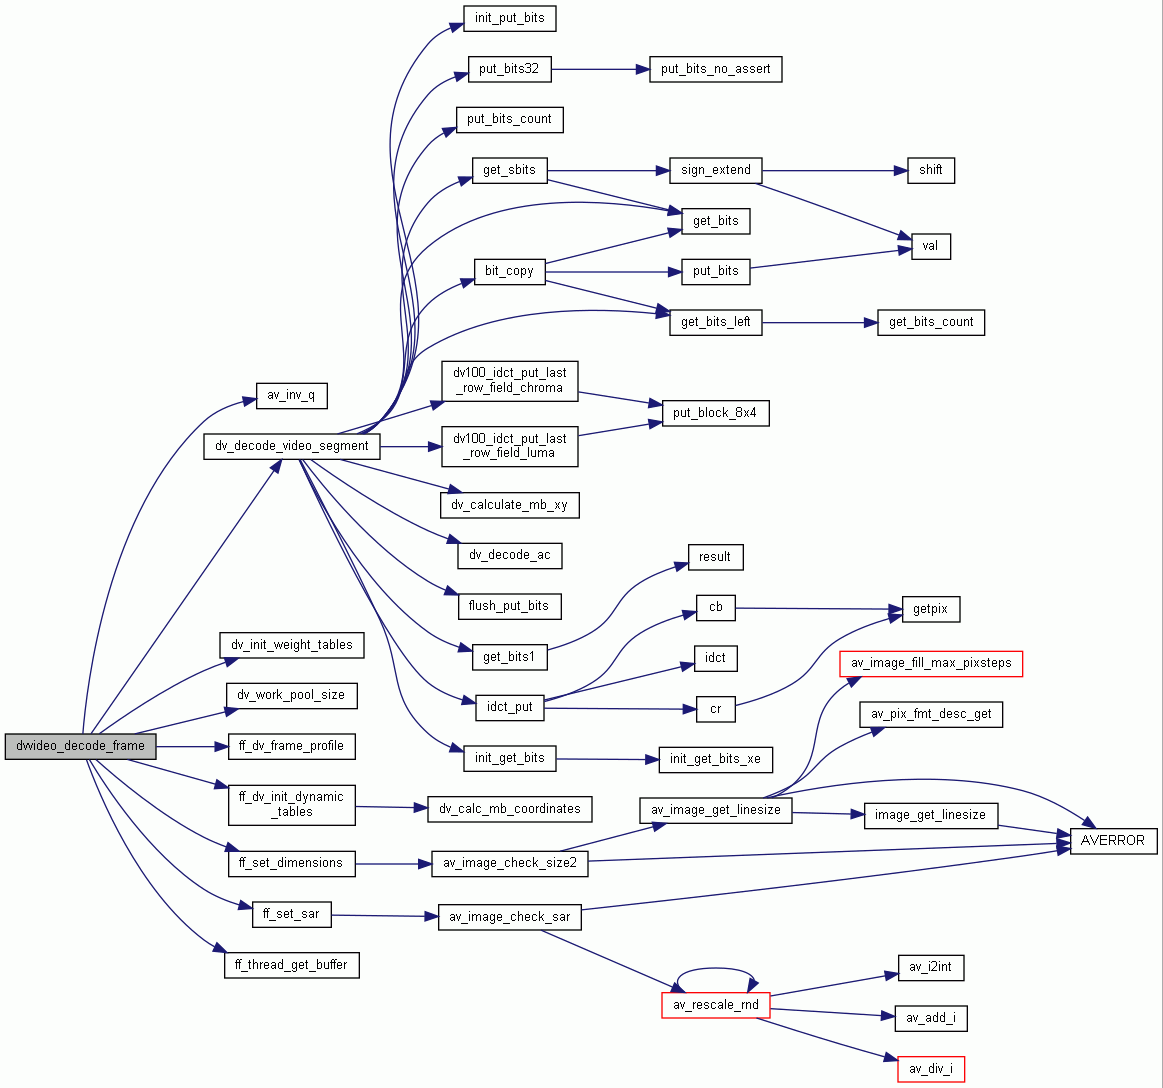 init_put_bits
put_bits32
put_bits_no_assert
put_bits_count
get_sbits
sign_extend
shift
get_bits
val
bit_copy
put_bits
get_bits_left
get_bits_count
dv100_idct_put_last
_row_field_chroma
av_inv_q
put_block_8x4
dv_decode_video_segment
dv100_idct_put_last
_row_field_luma
dv_calculate_mb_xy
dv_decode_ac
result
flush_put_bits
cb
getpix
dv_init_weight_tables
get_bits1
idct
av_image_fill_max_pixsteps
dv_work_pool_size
idct_put
cr
av_pix_fmt_desc_get
dvvideo_decode_frame
ff_dv_frame_profile
init_get_bits
init_get_bits_xe
ff_dv_init_dynamic
_tables
dv_calc_mb_coordinates
av_image_get_linesize
image_get_linesize
AVERROR
ff_set_dimensions
av_image_check_size2
ff_set_sar
av_image_check_sar
ff_thread_get_buffer
av_i2int
av_rescale_rnd
av_add_i
av_div_i